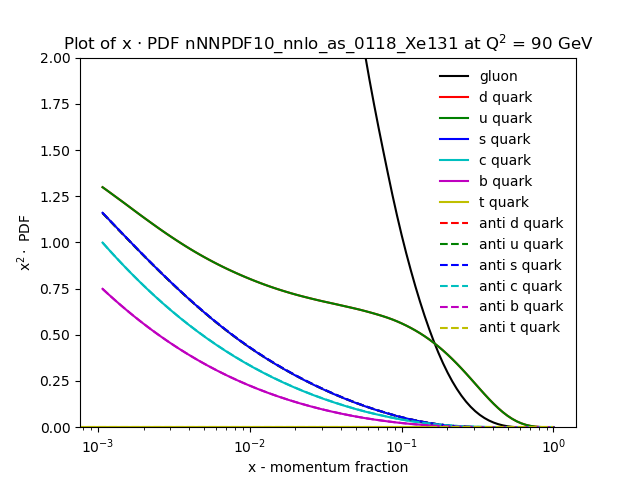 Plot of x · PDF nNNPDF10_nnlo_as_0118_Xe131 at Q² = 90 GeV
2.00
1.75
1.50
1.25
1.00
0.75
0.50
0.25
0.00
x² · PDF
gluon
d quark
u quark
s quark
c quark
b quark
t quark
anti d quark
anti u quark
anti s quark
anti c quark
anti b quark
anti t quark
10⁻³ 10⁻² 10⁻¹ 10⁰
x - momentum fraction